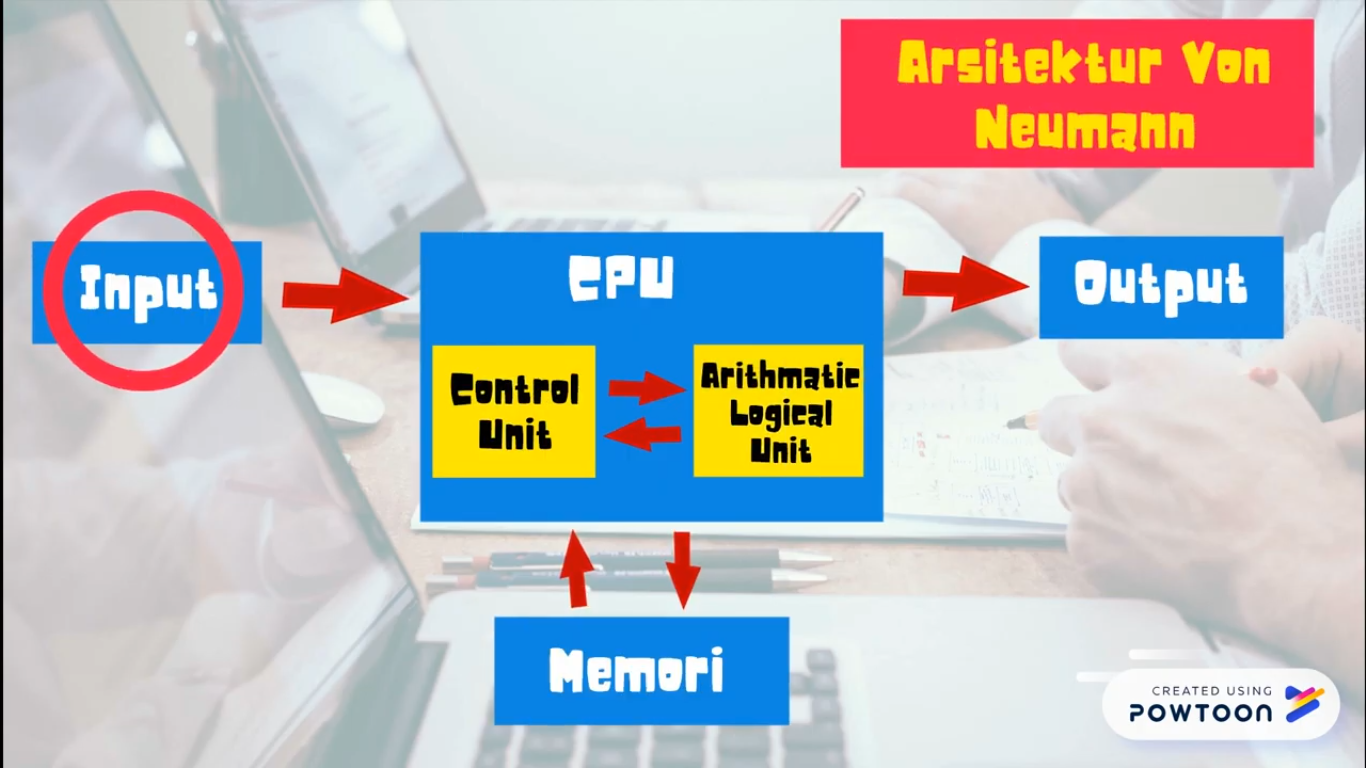 Arsitektur Von
Neumann
Input
CPU
Output
Control
Unit
Arithmatic
Logical
Unit
Memori
CREATED USING
POWTOON